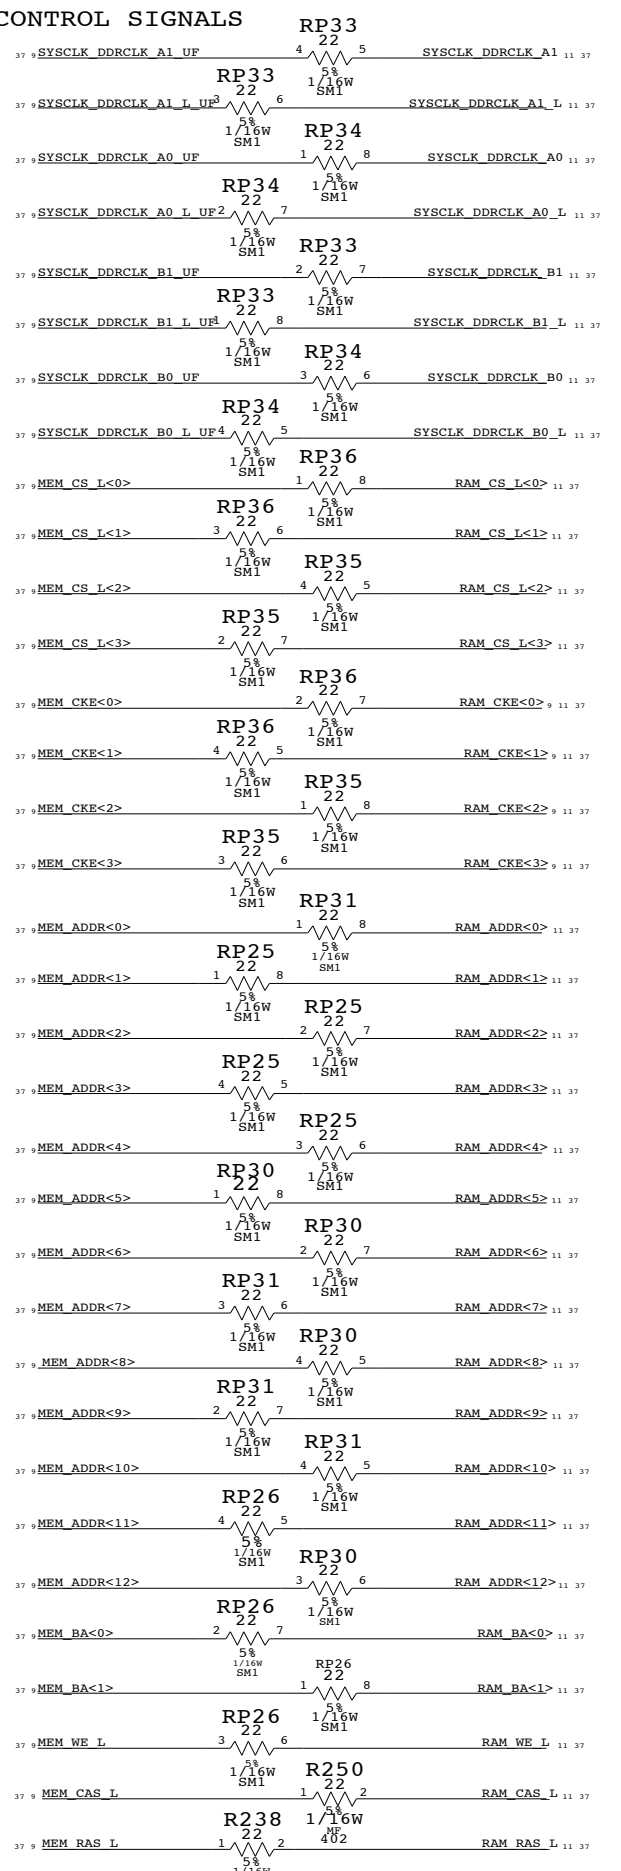 CONTROL SIGNALS
RP33
22
37 9 SYSCLK_DDRCLK_A1_UF 4 5 SYSCLK_DDRCLK_A1 11 37
5%
1/16W
SM1
RP33
22
37 9 SYSCLK_DDRCLK_A1_L_UF 3 6 SYSCLK_DDRCLK_A1_L 11 37
5%
1/16W
SM1
RP34
22
37 9 SYSCLK_DDRCLK_A0_UF 1 8 SYSCLK_DDRCLK_A0 11 37
5%
1/16W
SM1
RP34
22
37 9 SYSCLK_DDRCLK_A0_L_UF 2 7 SYSCLK_DDRCLK_A0_L 11 37
5%
1/16W
SM1
RP33
22
37 9 SYSCLK_DDRCLK_B1_UF 2 7 SYSCLK_DDRCLK_B1 11 37
5%
1/16W
SM1
RP33
22
37 9 SYSCLK_DDRCLK_B1_L_UF 1 8 SYSCLK_DDRCLK_B1_L 11 37
5%
1/16W
SM1
RP34
22
37 9 SYSCLK_DDRCLK_B0_UF 3 6 SYSCLK_DDRCLK_B0 11 37
5%
1/16W
SM1
RP34
22
37 9 SYSCLK_DDRCLK_B0_L_UF 4 5 SYSCLK_DDRCLK_B0_L 11 37
5%
1/16W
SM1
RP36
22
37 9 MEM_CS_L<0> 1 8 RAM_CS_L<0> 11 37
5%
1/16W
SM1
RP36
22
37 9 MEM_CS_L<1> 3 6 RAM_CS_L<1> 11 37
5%
1/16W
SM1
RP35
22
37 9 MEM_CS_L<2> 4 5 RAM_CS_L<2> 11 37
5%
1/16W
SM1
RP35
22
37 9 MEM_CS_L<3> 2 7 RAM_CS_L<3> 11 37
5%
1/16W
SM1
RP36
22
37 9 MEM_CKE<0> 2 7 RAM_CKE<0> 9 11 37
5%
1/16W
SM1
RP36
22
37 9 MEM_CKE<1> 4 5 RAM_CKE<1> 9 11 37
5%
1/16W
SM1
RP35
22
37 9 MEM_CKE<2> 1 8 RAM_CKE<2> 9 11 37
5%
1/16W
SM1
RP35
22
37 9 MEM_CKE<3> 3 6 RAM_CKE<3> 9 11 37
5%
1/16W
SM1
RP31
22
37 9 MEM_ADDR<0> 1 8 RAM_ADDR<0> 11 37
5%
1/16W
SM1
RP25
22
37 9 MEM_ADDR<1> 1 8 RAM_ADDR<1> 11 37
5%
1/16W
SM1
RP25
22
37 9 MEM_ADDR<2> 2 7 RAM_ADDR<2> 11 37
5%
1/16W
SM1
RP25
22
37 9 MEM_ADDR<3> 4 5 RAM_ADDR<3> 11 37
5%
1/16W
SM1
RP25
22
37 9 MEM_ADDR<4> 3 6 RAM_ADDR<4> 11 37
5%
1/16W
SM1
RP30
22
37 9 MEM_ADDR<5> 1 8 RAM_ADDR<5> 11 37
5%
1/16W
SM1
RP30
22
37 9 MEM_ADDR<6> 2 7 RAM_ADDR<6> 11 37
5%
1/16W
SM1
RP31
22
37 9 MEM_ADDR<7> 3 6 RAM_ADDR<7> 11 37
5%
1/16W
SM1
RP30
22
37 9 MEM_ADDR<8> 4 5 RAM_ADDR<8> 11 37
5%
1/16W
SM1
RP31
22
37 9 MEM_ADDR<9> 2 7 RAM_ADDR<9> 11 37
5%
1/16W
SM1
RP31
22
37 9 MEM_ADDR<10> 4 5 RAM_ADDR<10> 11 37
5%
1/16W
SM1
RP26
22
37 9 MEM_ADDR<11> 4 5 RAM_ADDR<11> 11 37
5%
1/16W
SM1
RP30
22
37 9 MEM_ADDR<12> 3 6 RAM_ADDR<12> 11 37
5%
1/16W
SM1
RP26
22
37 9 MEM_BA<0> 2 7 RAM_BA<0> 11 37
5%
1/16W
SM1
RP26
22
37 9 MEM_BA<1> 1 8 RAM_BA<1> 11 37
5%
1/16W
SM1
RP26
22
37 9 MEM_WE_L 3 6 RAM_WE_L 11 37
5%
1/16W
SM1
R250
22
37 9 MEM_CAS_L 1 2 RAM_CAS_L 11 37
5%
1/16W
MF
402
R238
22
37 9 MEM_RAS_L 1 2 RAM_RAS_L 11 37
5%